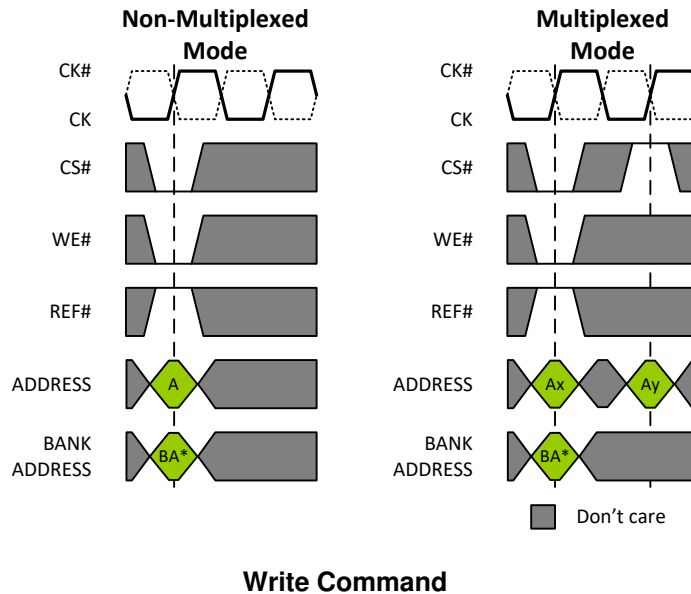 Non-Multiplexed
Mode
CK#
CK
CS#
WE#
REF#
ADDRESS
A
BANK
ADDRESS
BA*
Multiplexed
Mode
CK#
CK
CS#
WE#
REF#
ADDRESS
Ax
Ay
BANK
ADDRESS
BA*
Don't care
Write Command